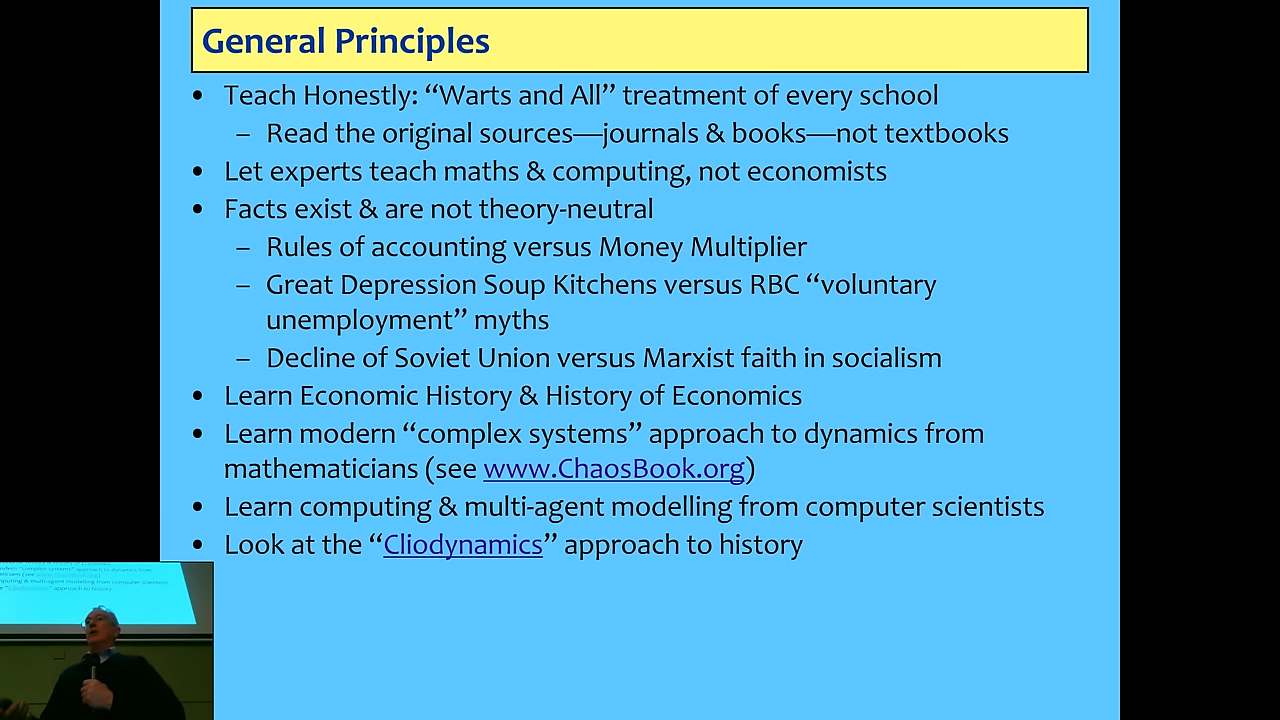 General Principles
• Teach Honestly: “Warts and All” treatment of every school
– Read the original sources—journals & books—not textbooks
• Let experts teach maths & computing, not economists
• Facts exist & are not theory-neutral
– Rules of accounting versus Money Multiplier
– Great Depression Soup Kitchens versus RBC “voluntary
unemployment” myths
– Decline of Soviet Union versus Marxist faith in socialism
• Learn Economic History & History of Economics
• Learn modern “complex systems” approach to dynamics from
mathematicians (see www.ChaosBook.org)
• Learn computing & multi-agent modelling from computer scientists
• Look at the “Cliodynamics” approach to history